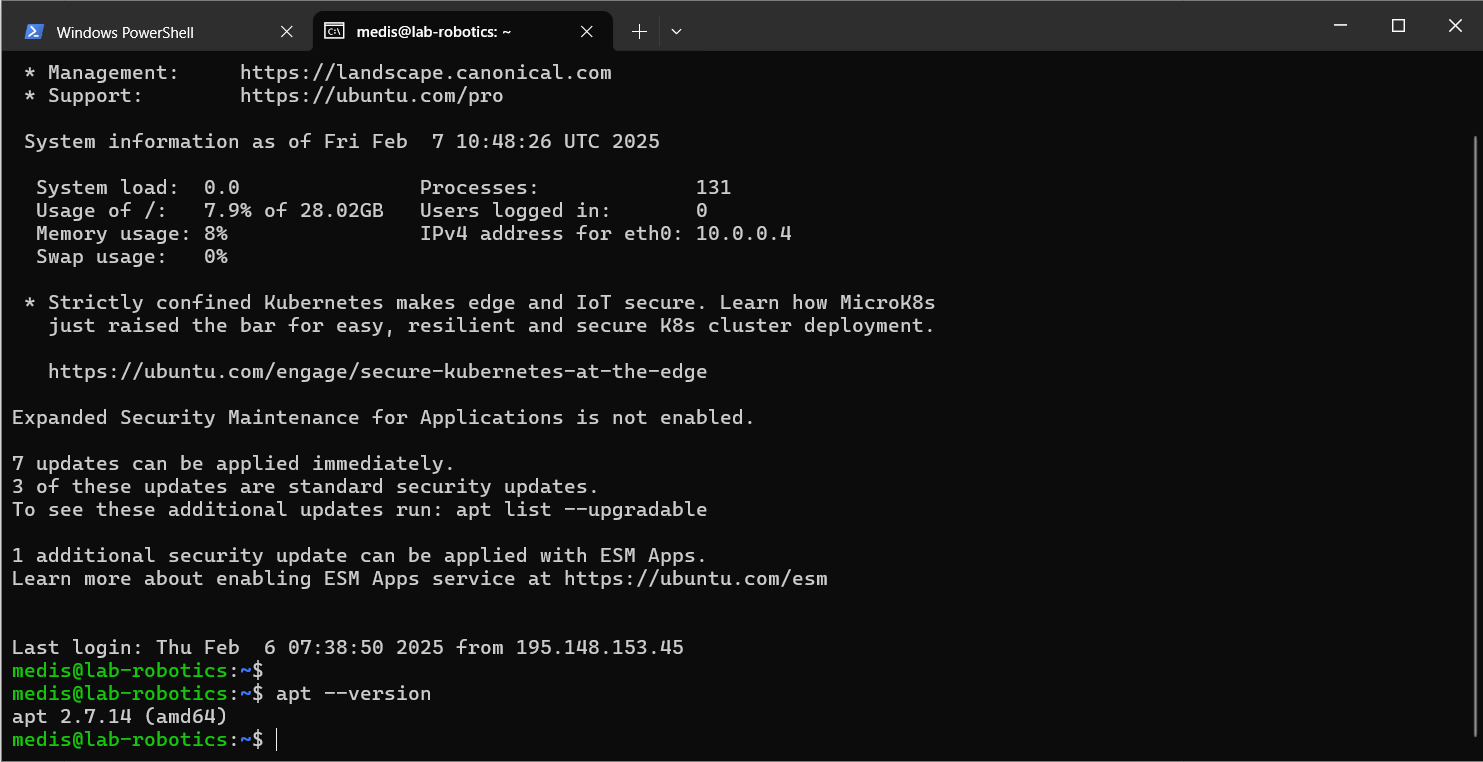 Windows PowerShell
medis@lab-robotics: ~
* Management:     https://landscape.canonical.com
* Support:        https://ubuntu.com/pro
System information as of Fri Feb  7 10:48:26 UTC 2025
System load:  0.0               Processes:             131
Usage of /:   7.9% of 28.02GB   Users logged in:       0
Memory usage: 8%                IPv4 address for eth0: 10.0.0.4
Swap usage:   0%
* Strictly confined Kubernetes makes edge and IoT secure. Learn how MicroK8s
just raised the bar for easy, resilient and secure K8s cluster deployment.
https://ubuntu.com/engage/secure-kubernetes-at-the-edge
Expanded Security Maintenance for Applications is not enabled.
7 updates can be applied immediately.
3 of these updates are standard security updates.
To see these additional updates run: apt list --upgradable
1 additional security update can be applied with ESM Apps.
Learn more about enabling ESM Apps service at https://ubuntu.com/esm
Last login: Thu Feb  6 07:38:50 2025 from 195.148.153.45
medis@lab-robotics:~$
medis@lab-robotics:~$ apt --version
apt 2.7.14 (amd64)
medis@lab-robotics:~$